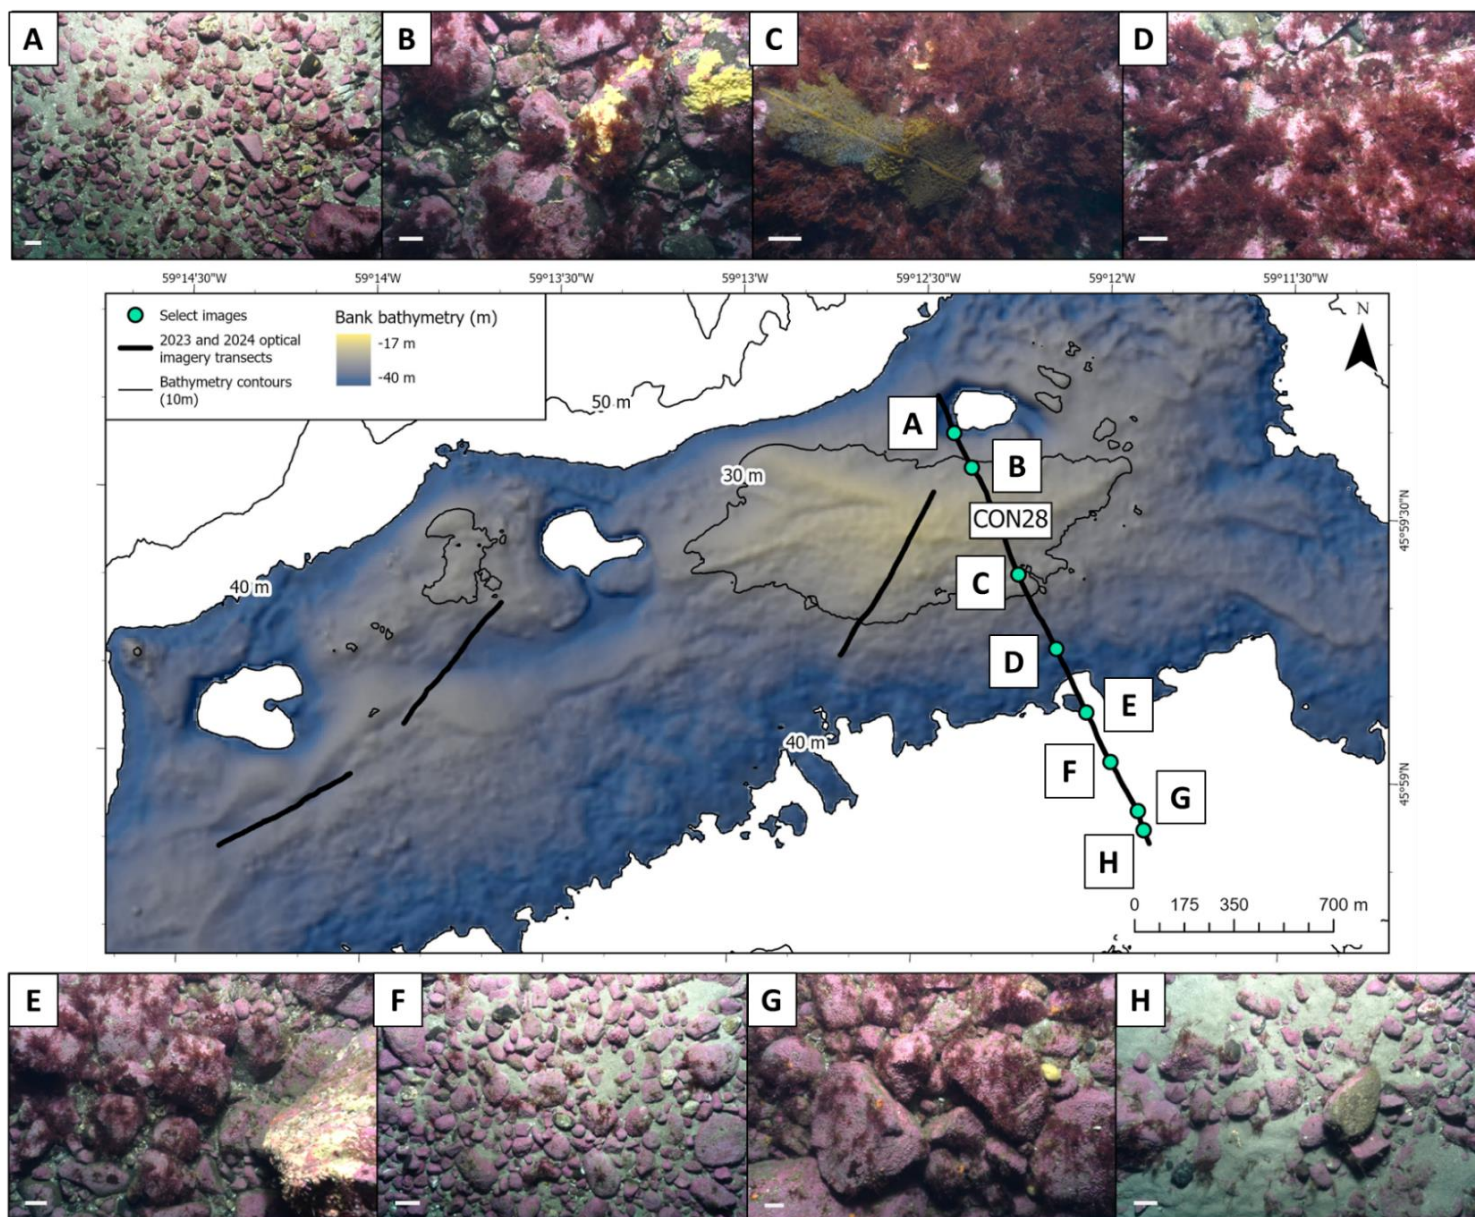 A
B
C
D
59°14'30"W
59°14'W
59°13'30"W
59°13'W
59°12'30"W
59°12'W
59°11'30"W
Select images
2023 and 2024 optical
imagery transects
Bathymetry contours
(10m)
Bank bathymetry (m)
-17 m
-40 m
N
50 m
A
B
30 m
CON28
45°59'30"N
C
40 m
D
E
40 m
F
G
45°59'N
H
0 175 350 700 m
E
F
G
H